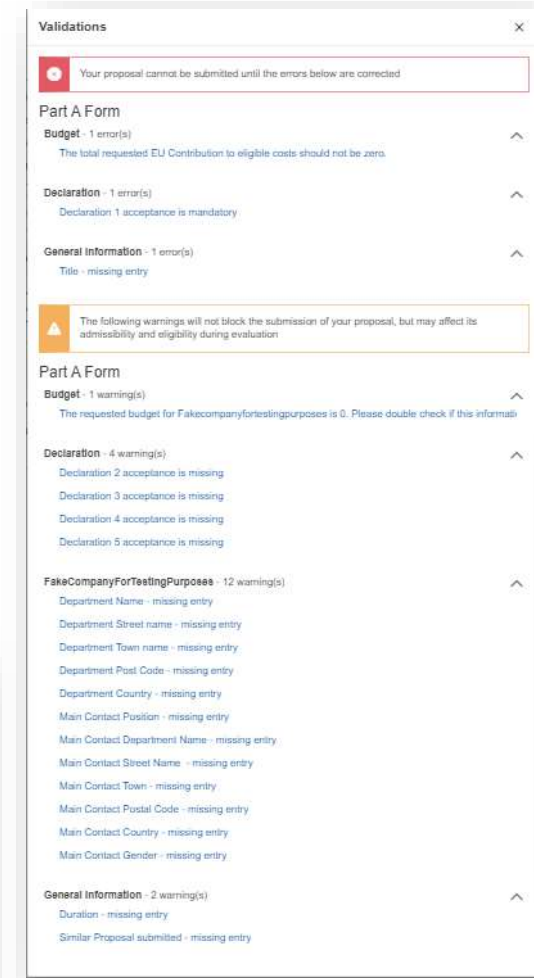 Validations
Your proposal cannot be submitted until the errors below are corrected
Part A Form
Budget - 1 error(s)
The total requested EU Contribution to eligible costs should not be zero.
Declaration - 1 error(s)
Declaration 1 acceptance is mandatory
General Information - 1 error(s)
Title - missing entry
The following warnings will not block the submission of your proposal, but may affect its
admissibility and eligibility during evaluation
Part A Form
Budget - 1 warning(s)
The requested budget for Fakecompanyfortestingpurposes is 0. Please double check if this informati
Declaration - 4 warning(s)
Declaration 2 acceptance is missing
Declaration 3 acceptance is missing
Declaration 4 acceptance is missing
Declaration 5 acceptance is missing
FakeCompanyForTestingPurposes - 12 warning(s)
Department Name - missing entry
Department Street name - missing entry
Department Town name - missing entry
Department Post Code - missing entry
Department Country - missing entry
Main Contact Position - missing entry
Main Contact Department Name - missing entry
Main Contact Street Name - missing entry
Main Contact Town - missing entry
Main Contact Postal Code - missing entry
Main Contact Country - missing entry
Main Contact Gender - missing entry
General Information - 2 warning(s)
Duration - missing entry
Similar Proposal submitted - missing entry